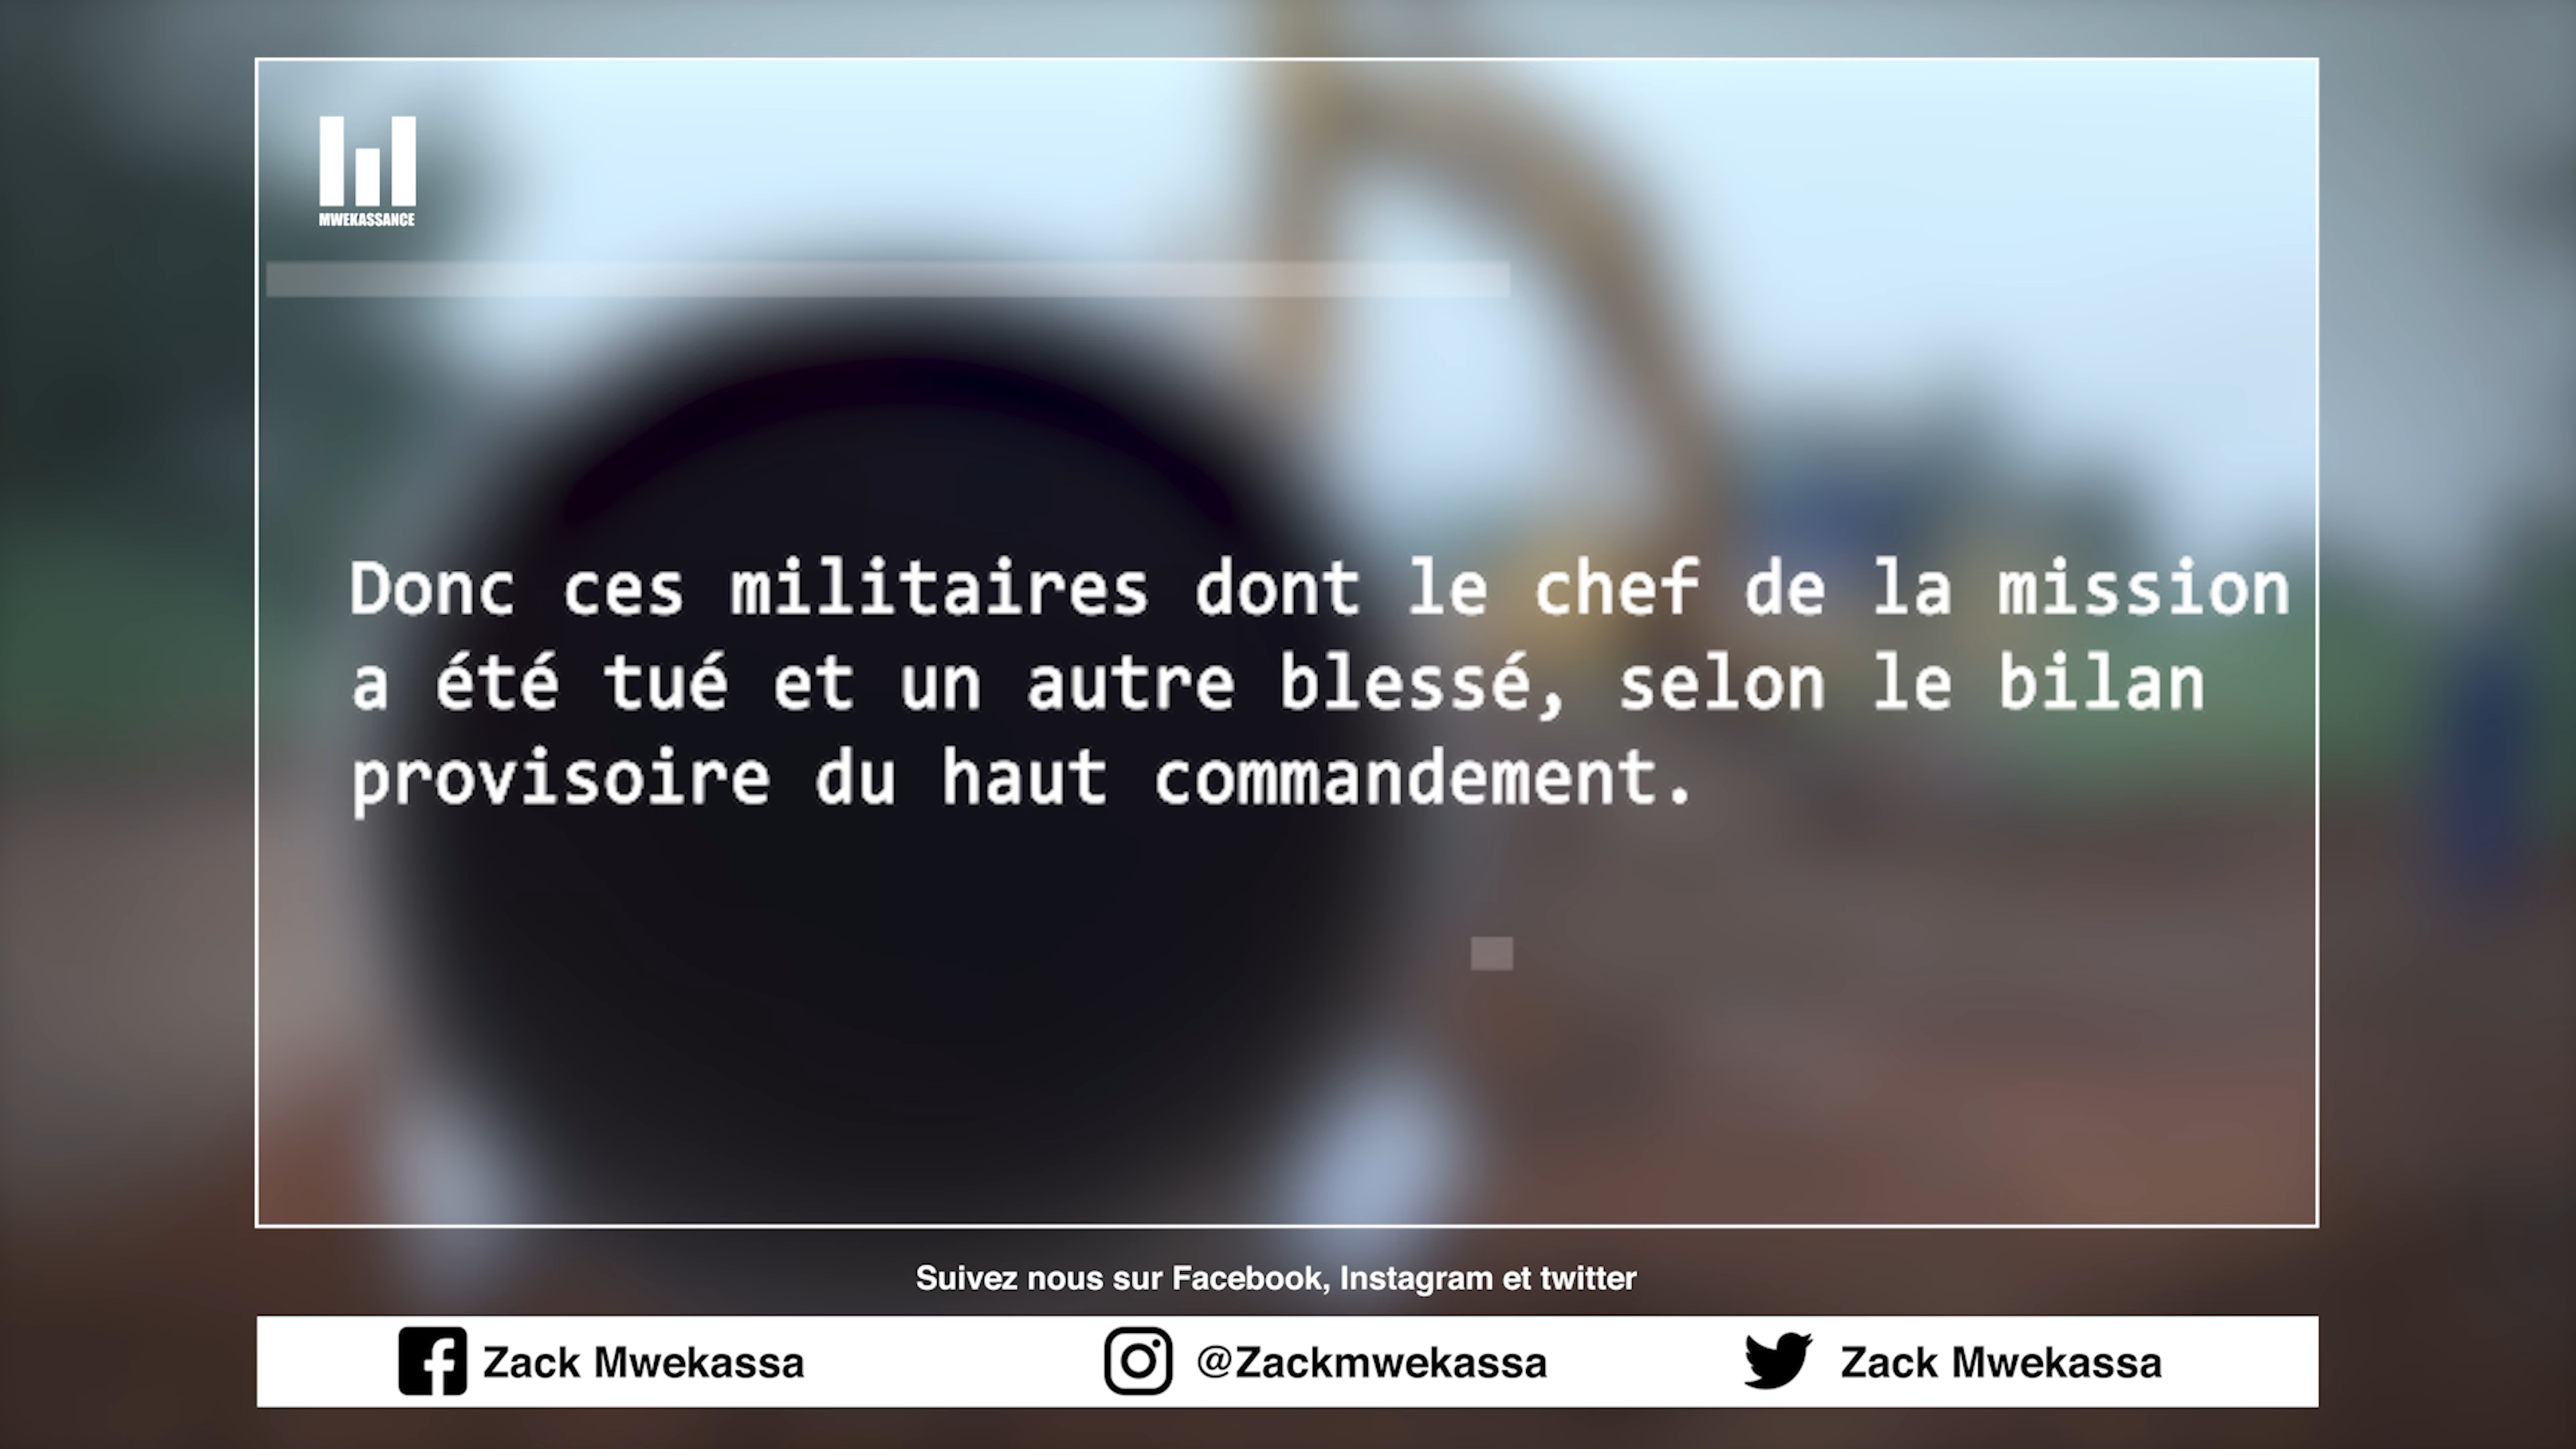 MWEKASSANCE
Donc ces militaires dont le chef de la mission
a été tué et un autre blessé, selon le bilan
provisoire du haut commandement.
Suivez nous sur Facebook, Instagram et twitter
Zack Mwekassa
@Zackmwekassa
Zack Mwekassa